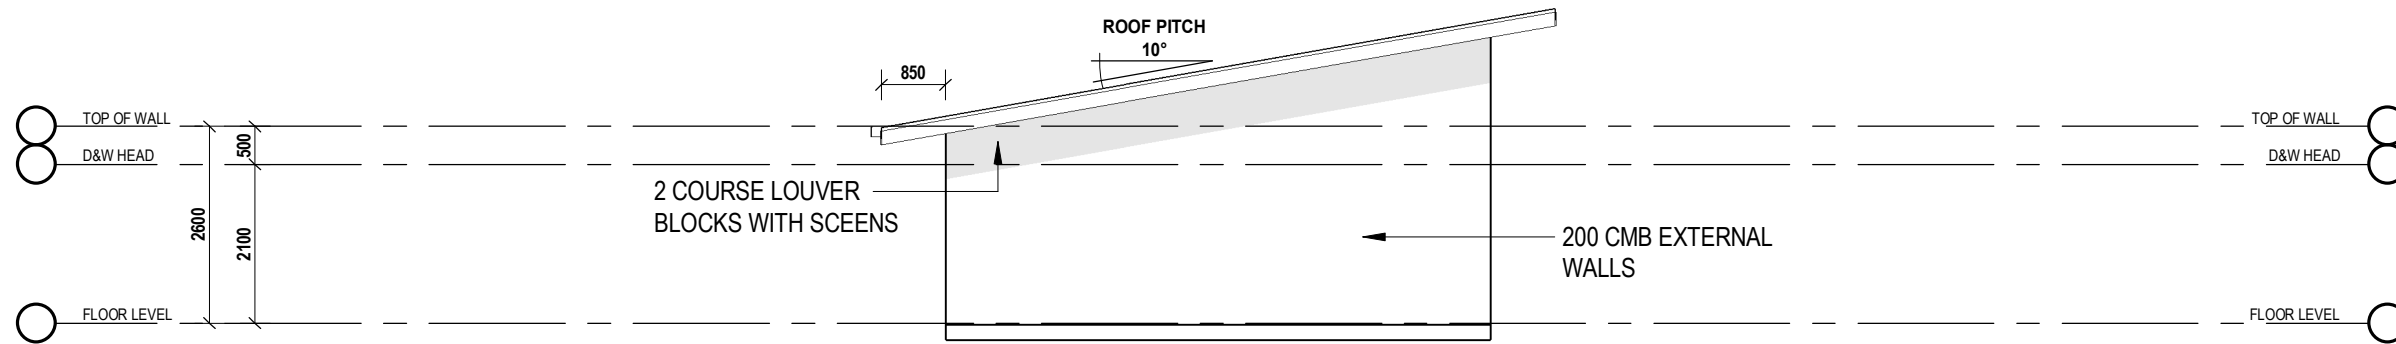 ROOF PITCH
10°
850
TOP OF WALL
TOP OF WALL
500
D&W HEAD
D&W HEAD
2 COURSE LOUVER
BLOCKS WITH SCEENS
2600
2100
200 CMB EXTERNAL
WALLS
FLOOR LEVEL
FLOOR LEVEL